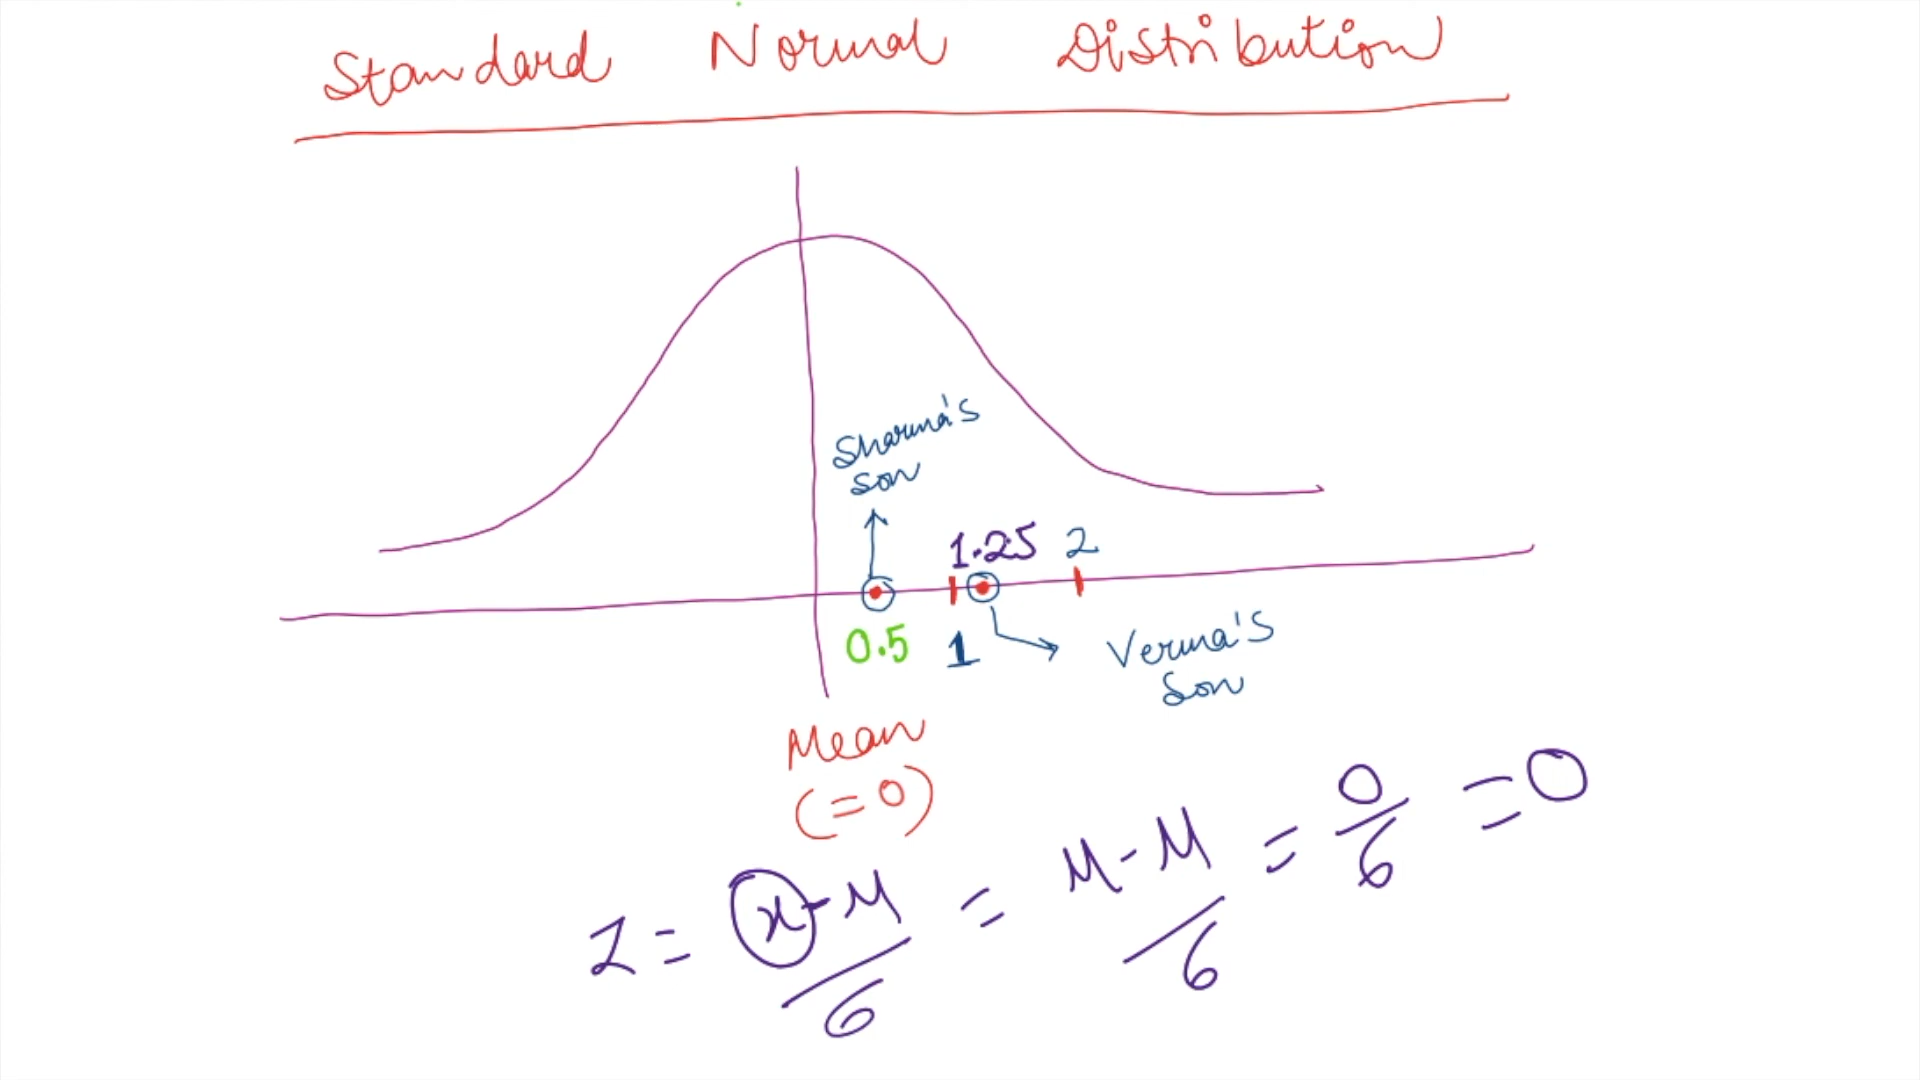 Standard Normal Distribution
Sharma's
son
1.25 2
0.5 1
Verma's
Son
Mean
(=0)
Z = x-μ/σ = μ-μ/σ = 0/σ = 0